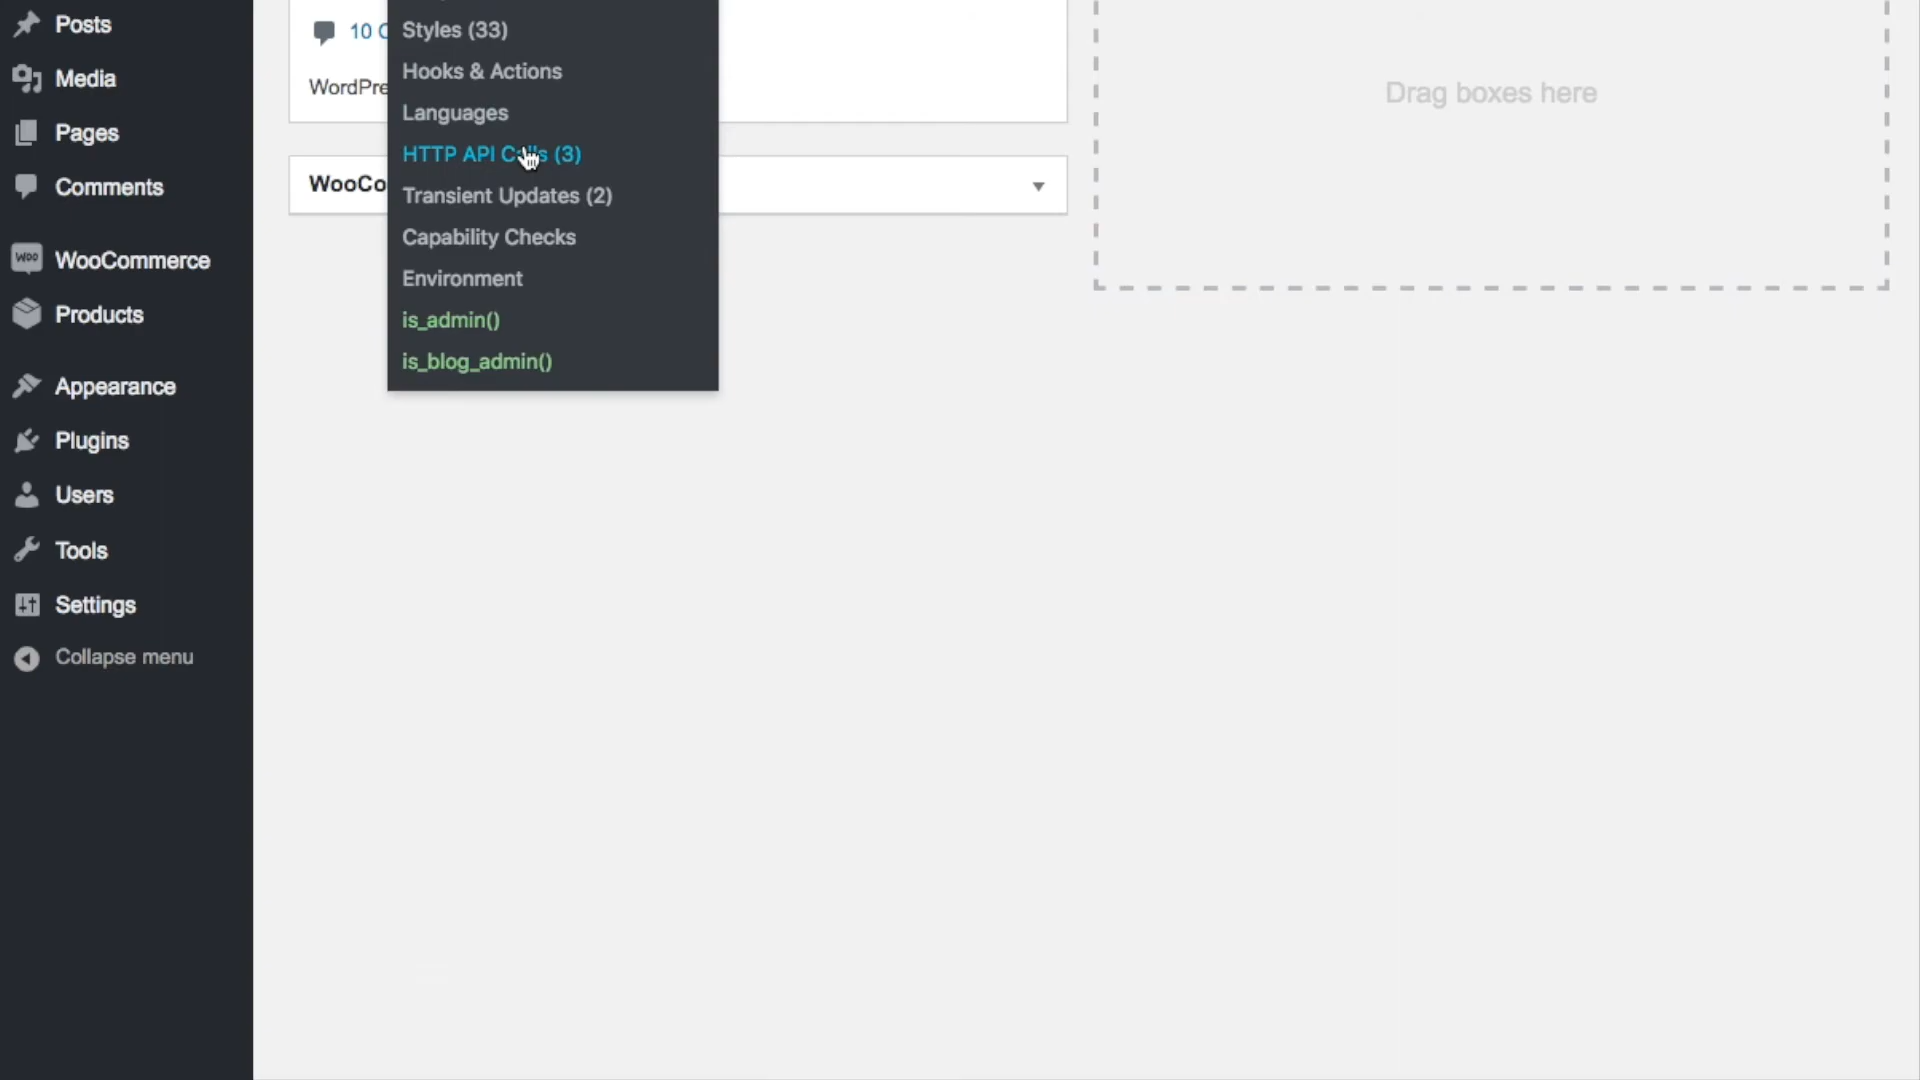 Posts
Media
Pages
Comments
WOO WooCommerce
Products
Appearance
Plugins
Users
Tools
Settings
Collapse menu
10
WordPre
WooCo
Styles (33)
Hooks & Actions
Languages
HTTP API Calls (3)
Transient Updates (2)
Capability Checks
Environment
is_admin()
is_blog_admin()
Drag boxes here